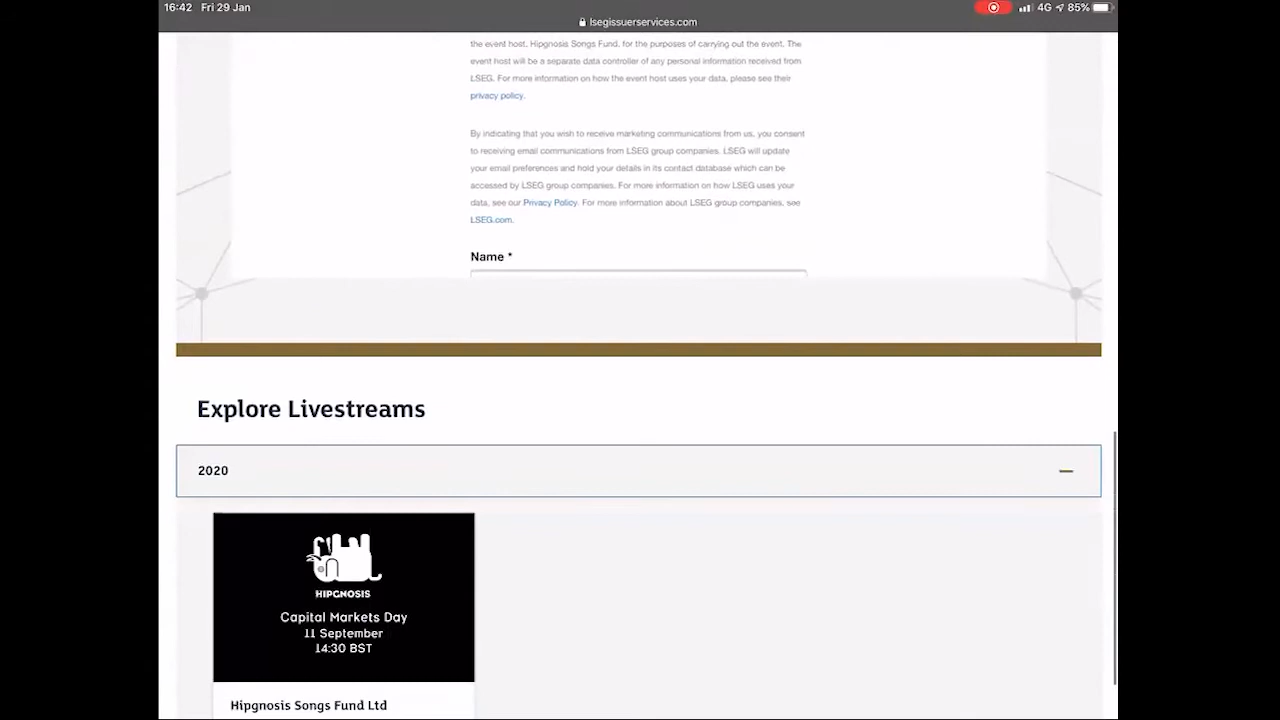 16:42 Fri 29 Jan 4G 85%
lsegissuerservices.com
the event host, Hipgnosis Songs Fund, for the purposes of carrying out the event. The
event host will be a separate data controller of any personal information received from
LSEG. For more information on how the event host uses your data, please see their
privacy policy.
By indicating that you wish to receive marketing communications from us, you consent
to receiving email communications from LSEG group companies. LSEG will update
your email preferences and hold your details in its contact database which can be
accessed by LSEG group companies. For more information on how LSEG uses your
data, see our Privacy Policy. For more information about LSEG group companies, see
LSEG.com.
Name *
Explore Livestreams
2020
HIPGNOSIS
Capital Markets Day
11 September
14:30 BST
Hipgnosis Songs Fund Ltd